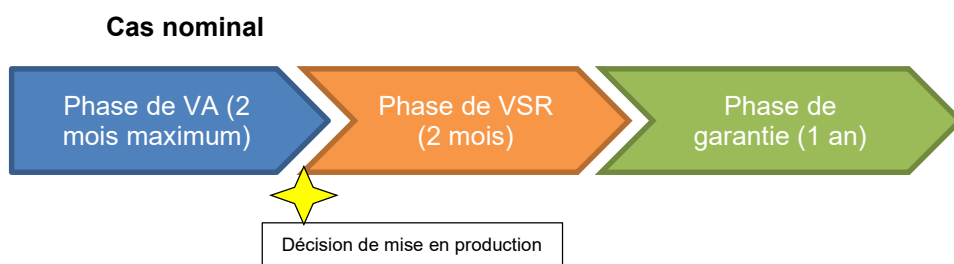 Cas nominal
Phase de VA (2
mois maximum)
Phase de VSR
(2 mois)
Phase de
garantie (1 an)
Décision de mise en production